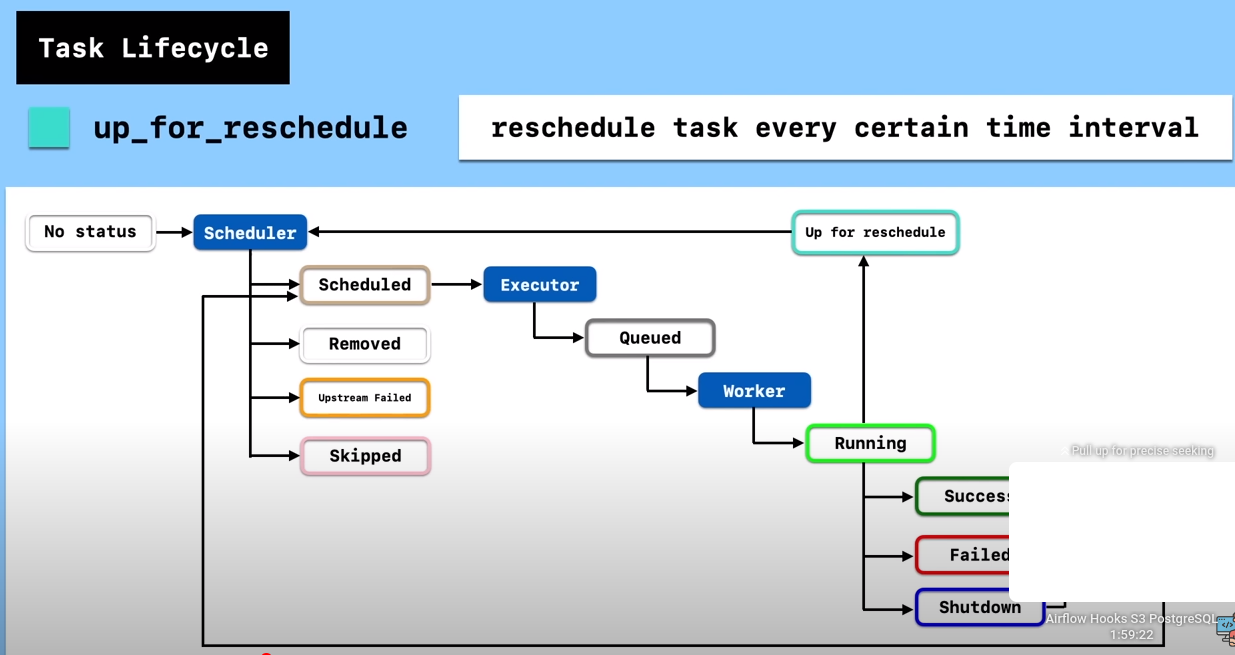 Task Lifecycle
up_for_reschedule
reschedule task every certain time interval
No status
Scheduler
Up for reschedule
Scheduled
Executor
Removed
Queued
Upstream Failed
Worker
Skipped
Running
Pull up for precise seeking
Success
Failed
Shutdown
Airflow Hooks S3 PostgreSQL
1:59:22